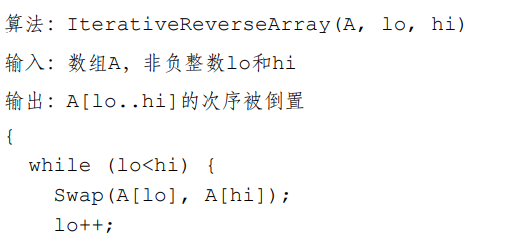 算法：IterativeReverseArray(A, lo, hi)
输入：数组A，非负整数lo和hi
输出：A[lo..hi]的次序被倒置
{
  while (lo<hi) {
    Swap(A[lo], A[hi]);
    lo++;